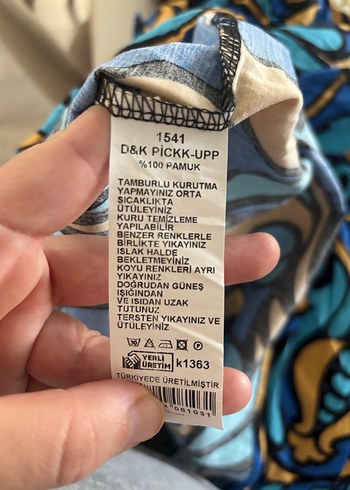 1541
D&K PİCKK-UPP
%100 PAMUK
TAMBURLU KURUTMA
YAPMAYINIZ ORTA
SICAKLIKTA
ÜTÜLEYİNİZ
KURU TEMİZLEME
YAPILABİLİR
BENZER RENKLERLE
BİRLİKTE YIKAYINIZ
ISLAK HALDE
BEKLETMEYİNİZ
KOYU RENKLERİ AYRI
YIKAYINIZ
DOĞRUDAN GÜNEŞ
IŞIĞINDAN
VE ISIDAN UZAK
TUTUNUZ
TERSTEN YIKAYINIZ VE
ÜTÜLEYİNİZ
YERLİ
ÜRETİM k1363
TÜRKİYEDE ÜRETİLMİŞTİR